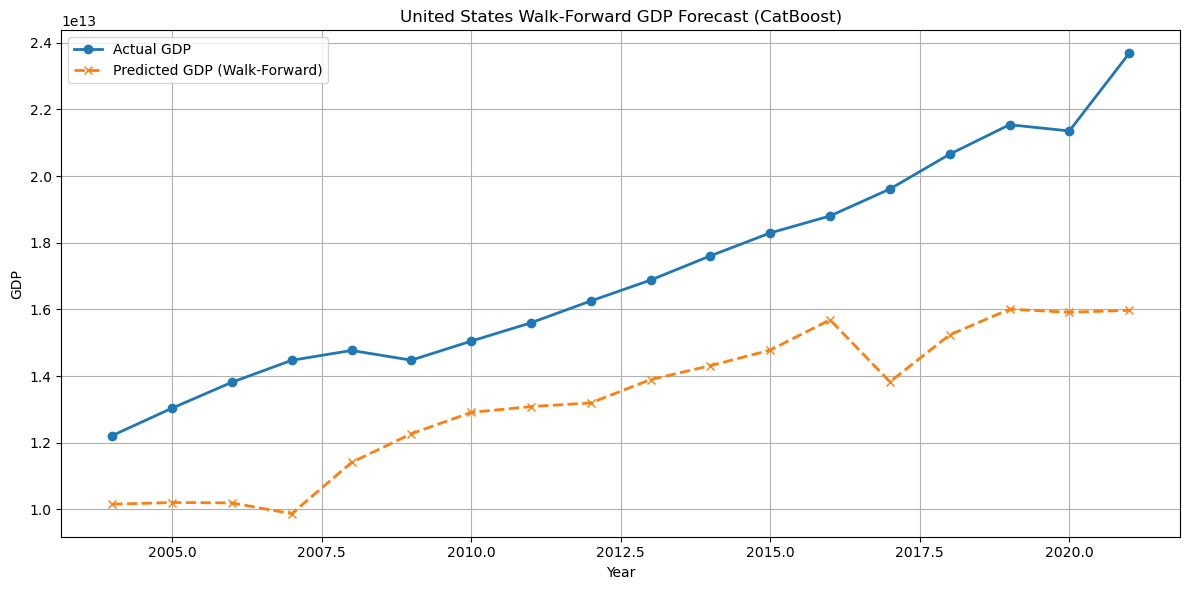 United States Walk-Forward GDP Forecast (CatBoost)
1e13
Actual GDP
Predicted GDP (Walk-Forward)
2.4
2.2
2.0
1.8
1.6
1.4
1.2
1.0
GDP
2005.0 2007.5 2010.0 2012.5 2015.0 2017.5 2020.0
Year